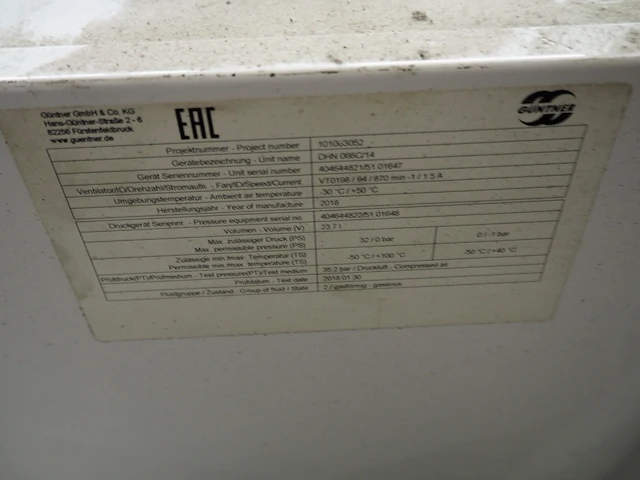 Güntner GmbH & Co. KG
Hans-Güntner-Straße 2 - 6
82256 Fürstenfeldbruck
www.guentner.de
EAC
GÜNTNER
Projektnummer - Project number
Gerätebezeichnung - Unit name DHN 066C/14
Gerät Seriennummer - Unit serial number 404644821/51.01647
Ventilator/ID/Drehzahl/Stromaufn. - Fan/ID/Speed/Current VT0198 / 94 / 870 min -1 / 1.5 A
Umgebungstemperatur - Ambient air temperature -30 °C / +50 °C
Herstellungsjahr - Year of manufacture 2018
Druckgerät Seriennr. - Pressure equipment serial no. 404644822/51.01648
Volumen - Volume (V) 23.7 l
Max. zulässiger Druck (PS) 32 / 0 bar 0 / -1 bar
Max. permissible pressure (PS)
Zulässige min./max. Temperatur (TS) -50 °C / +100 °C -50 °C / +40 °C
Permissible min./max. temperature (TS)
Prüfdruck(PT)/Prüfmedium - Test pressure(PT)/Test medium 35.2 bar / Druckluft - Compressed air
Prüfdatum - Test date 2018.01.30
Fluidgruppe / Zustand - Group of fluid / State 2 / gasförmig - gaseous